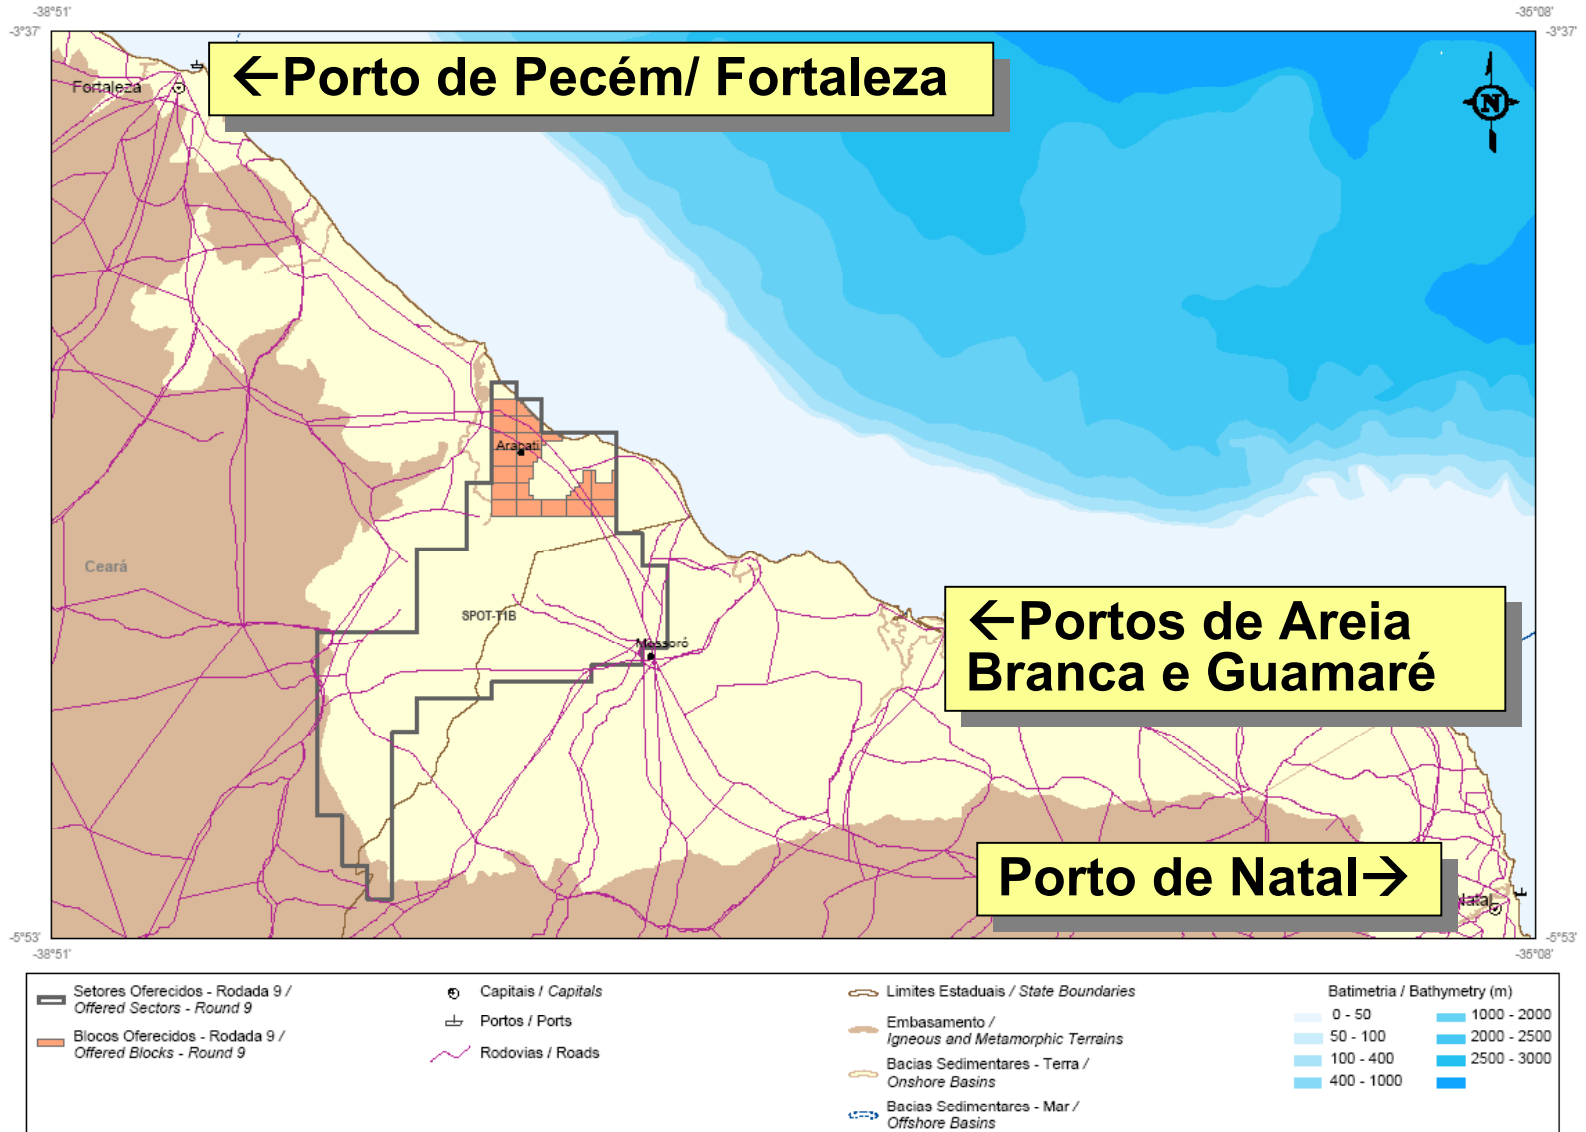 -38°51'
-35°08'
-3°37'
-3°37'
Fortaleza
←Porto de Pecém/ Fortaleza
N
Aracati
Ceará
SPOT-T1B
Mossoró
←Portos de Areia
Branca e Guamaré
Porto de Natal→
Natal
-5°53'
-5°53'
-38°51'
-35°08'
Setores Oferecidos - Rodada 9 /
Offered Sectors - Round 9
Blocos Oferecidos - Rodada 9 /
Offered Blocks - Round 9
Capitais / Capitals
Portos / Ports
Rodovias / Roads
Limites Estaduais / State Boundaries
Embasamento /
Igneous and Metamorphic Terrains
Bacias Sedimentares - Terra /
Onshore Basins
Bacias Sedimentares - Mar /
Offshore Basins
Batimetria / Bathymetry (m)
0 - 50
50 - 100
100 - 400
400 - 1000
1000 - 2000
2000 - 2500
2500 - 3000